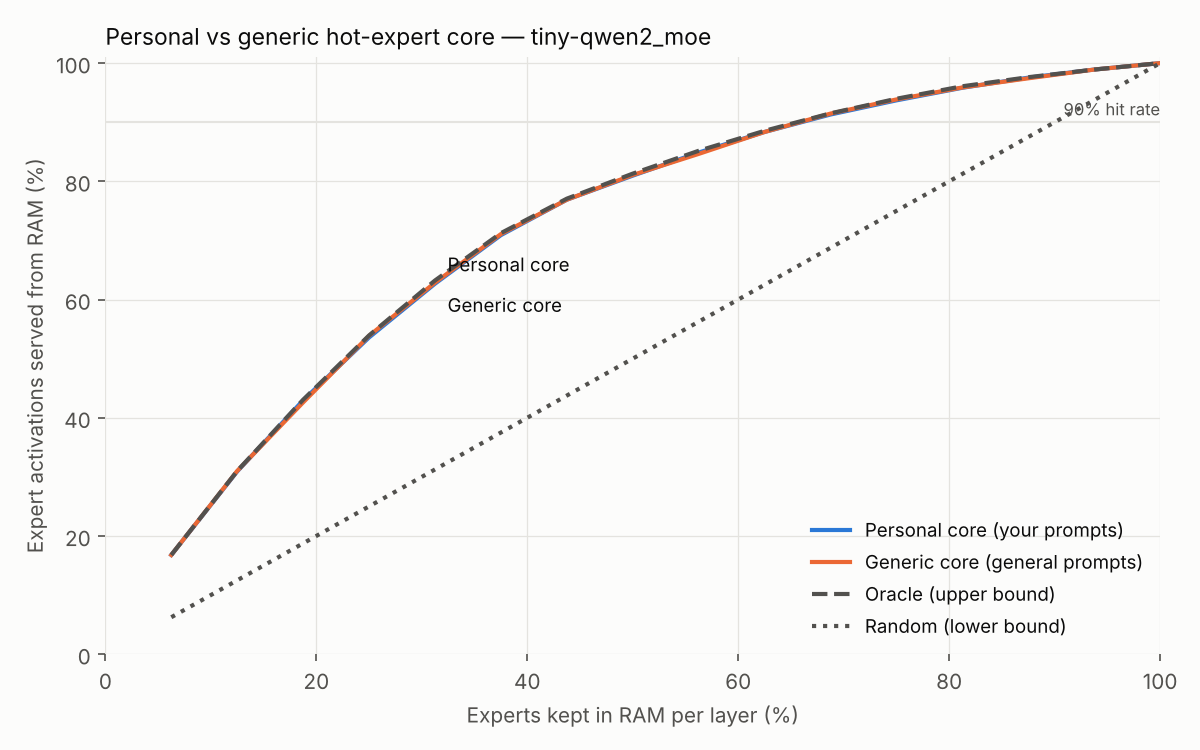 Personal vs generic hot-expert core — tiny-qwen2_moe
100
90% hit rate
80
Expert activations served from RAM (%)
Personal core
60
Generic core
40
20
Personal core (your prompts)
Generic core (general prompts)
Oracle (upper bound)
Random (lower bound)
0
0 20 40 60 80 100
Experts kept in RAM per layer (%)